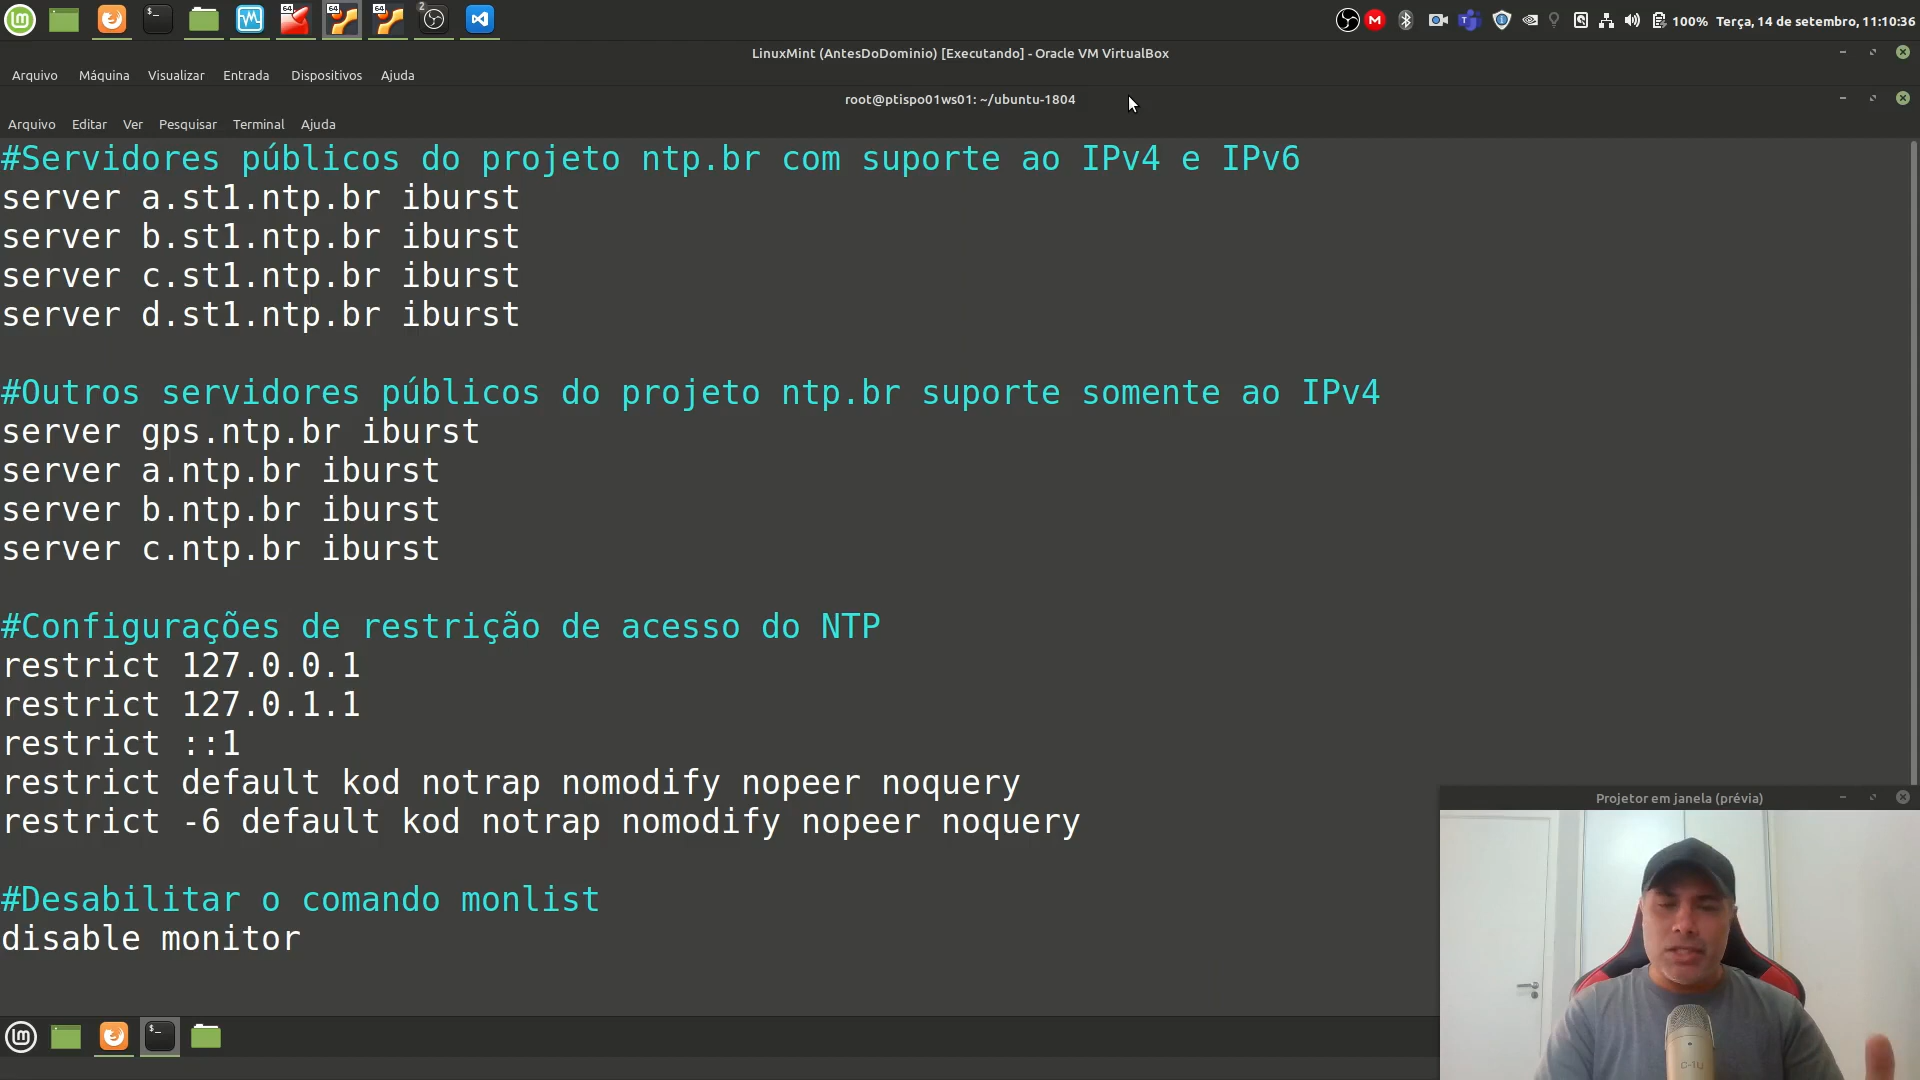 100% Terça, 14 de setembro, 11:10:36
LinuxMint (AntesDoDominio) [Executando] - Oracle VM VirtualBox
Arquivo Máquina Visualizar Entrada Dispositivos Ajuda
root@ptispo01ws01: ~/ubuntu-1804
Arquivo Editar Ver Pesquisar Terminal Ajuda
#Servidores públicos do projeto ntp.br com suporte ao IPv4 e IPv6
server a.st1.ntp.br iburst
server b.st1.ntp.br iburst
server c.st1.ntp.br iburst
server d.st1.ntp.br iburst
#Outros servidores públicos do projeto ntp.br suporte somente ao IPv4
server gps.ntp.br iburst
server a.ntp.br iburst
server b.ntp.br iburst
server c.ntp.br iburst
#Configurações de restrição de acesso do NTP
restrict 127.0.0.1
restrict 127.0.1.1
restrict ::1
restrict default kod notrap nomodify nopeer noquery
restrict -6 default kod notrap nomodify nopeer noquery
#Desabilitar o comando monlist
disable monitor
Projetor em janela (prévia)
C-1U